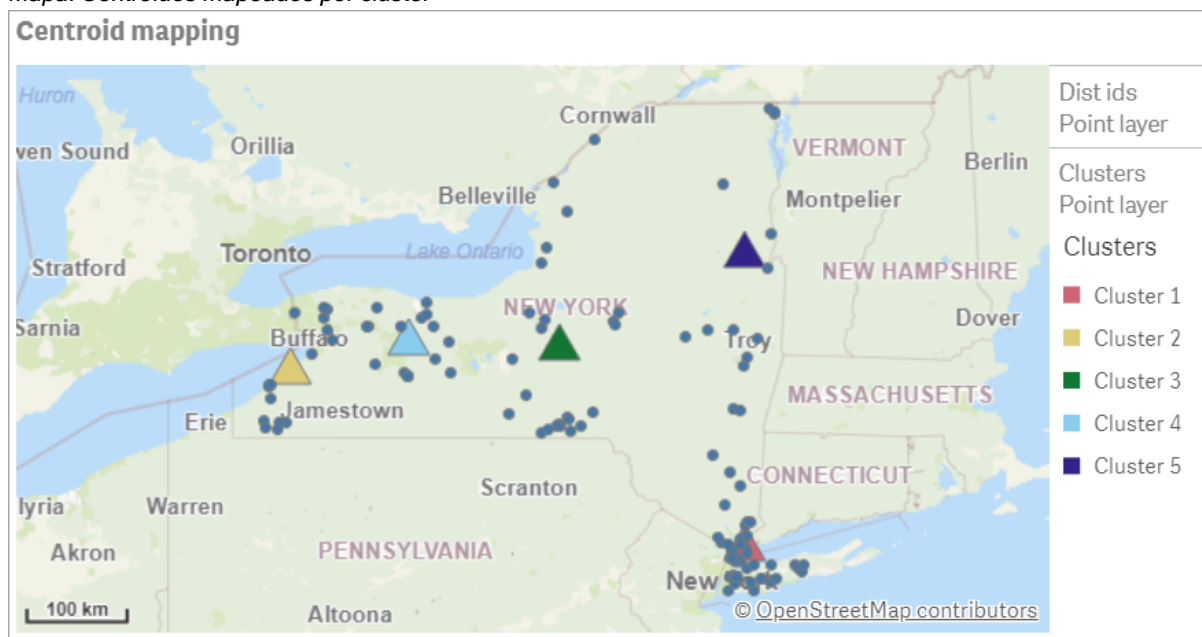 Mapa: Centroides mapeados por clúster
Centroid mapping
Huron
Cornwall
Dist ids
Point layer
ven Sound
Orillia
VERMONT
Berlin
Clusters
Point layer
Belleville
Montpelier
Clusters
Toronto
Lake Ontario
Stratford
NEW HAMPSHIRE
Cluster 1
NEW YORK
Sarnia
Buffalo
Troy
Dover
Cluster 2
Cluster 3
MASSACHUSETTS
Erie
Jamestown
Cluster 4
CONNECTICUT
Cluster 5
lyria
Warren
Scranton
Akron
PENNSYLVANIA
New York
100 km
Altoona
© OpenStreetMap contributors